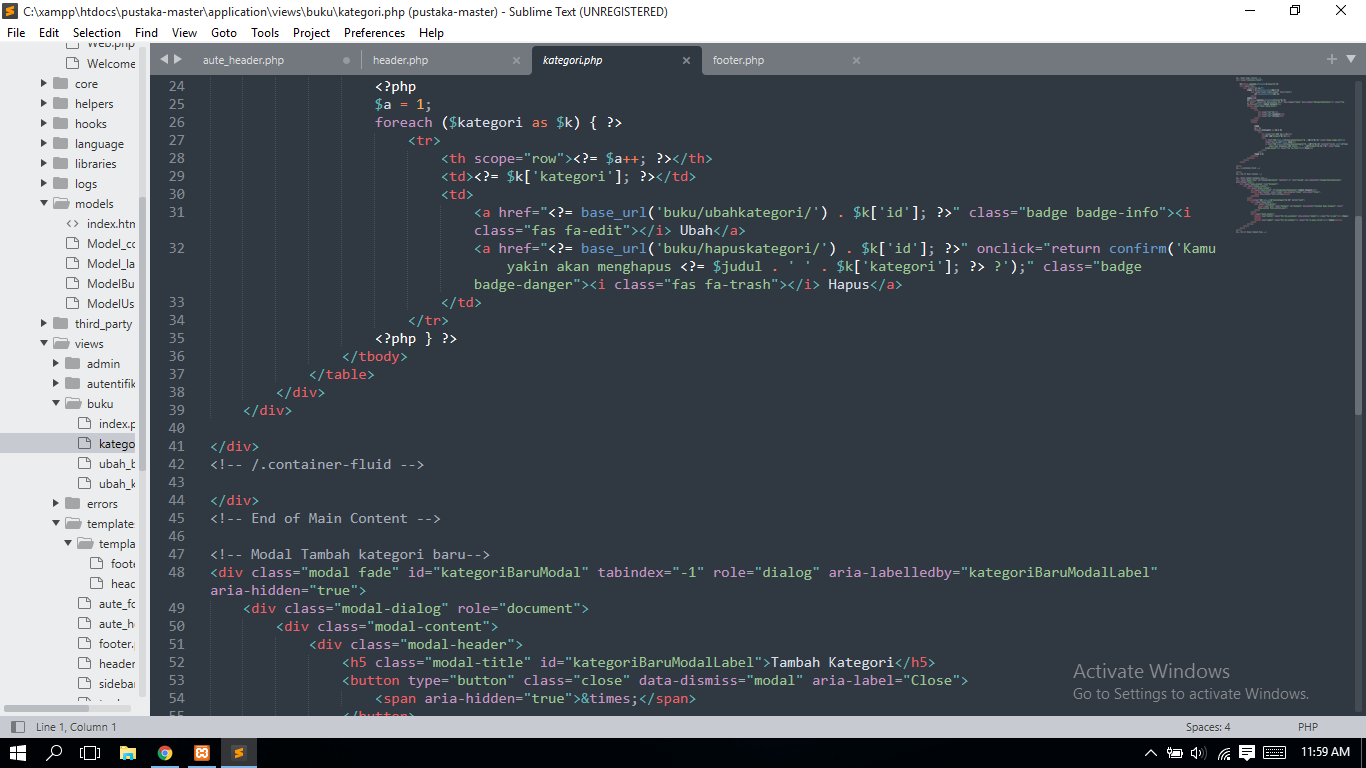 C:\xampp\htdocs\pustaka-master\application\views\buku\kategori.php (pustaka-master) - Sublime Text (UNREGISTERED)
File Edit Selection Find View Goto Tools Project Preferences Help
Web.php
Welcome
core
helpers
hooks
language
libraries
logs
models
index.htn
Model_cc
Model_la
ModelBu
ModelUs
third_party
views
admin
autentifik
buku
index.p
katego
ubah_b
ubah_k
errors
template
templa
foote
heac
aute_fc
aute_he
footer.
header
sideba
aute_header.php header.php kategori.php footer.php
24 <?php
25 $a = 1;
26 foreach ($kategori as $k) { ?>
27 <tr>
28 <th scope="row"><?= $a++; ?></th>
29 <td><?= $k['kategori']; ?></td>
30 <td>
31 <a href="<?= base_url('buku/ubahkategori/') . $k['id']; ?>" class="badge badge-info"><i
class="fas fa-edit"></i> Ubah</a>
32 <a href="<?= base_url('buku/hapuskategori/') . $k['id']; ?>" onclick="return confirm('Kamu
yakin akan menghapus <?= $judul . ' ' . $k['kategori']; ?> ?');" class="badge
badge-danger"><i class="fas fa-trash"></i> Hapus</a>
33 </td>
34 </tr>
35 <?php } ?>
36 </tbody>
37 </table>
38 </div>
39 </div>
40
41 </div>
42 <!-- /.container-fluid -->
43
44 </div>
45 <!-- End of Main Content -->
46
47 <!-- Modal Tambah kategori baru-->
48 <div class="modal fade" id="kategoriBaruModal" tabindex="-1" role="dialog" aria-labelledby="kategoriBaruModalLabel"
aria-hidden="true">
49 <div class="modal-dialog" role="document">
50 <div class="modal-content">
51 <div class="modal-header">
52 <h5 class="modal-title" id="kategoriBaruModalLabel">Tambah Kategori</h5>
53 <button type="button" class="close" data-dismiss="modal" aria-label="Close">
54 <span aria-hidden="true">&times;</span>
55 </button>
Activate Windows
Go to Settings to activate Windows.
Line 1, Column 1 Spaces: 4 PHP
11:59 AM